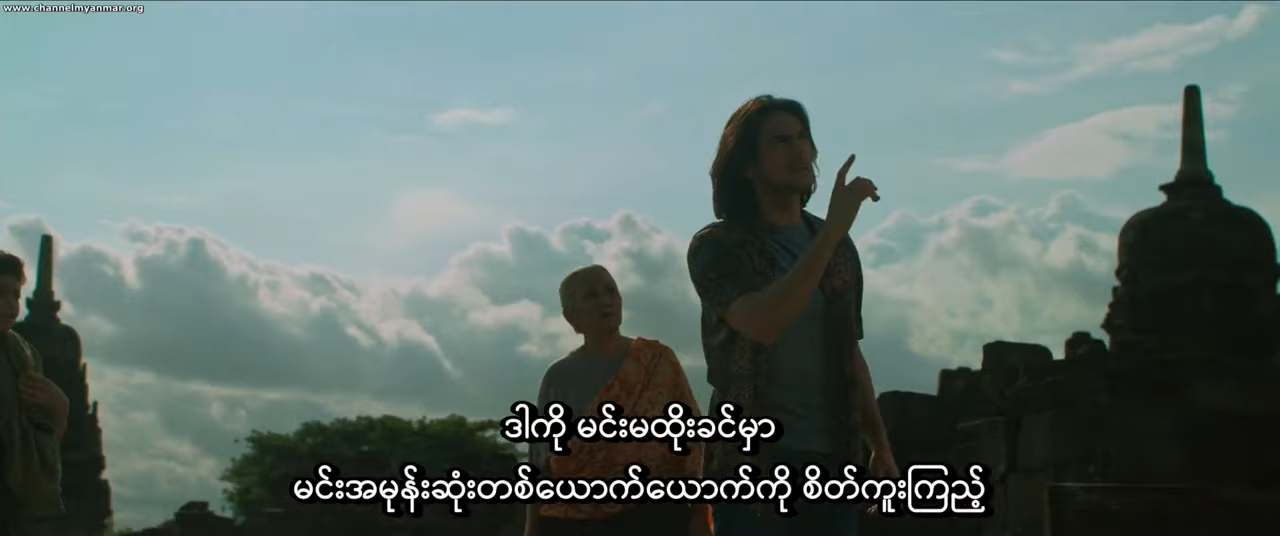 www.channelmyanmar.org
ဒါကို မင်းမထိုးခင်မှာ
မင်းအမုန်းဆုံးတစ်ယောက်ယောက်ကို စိတ်ကူးကြည့်